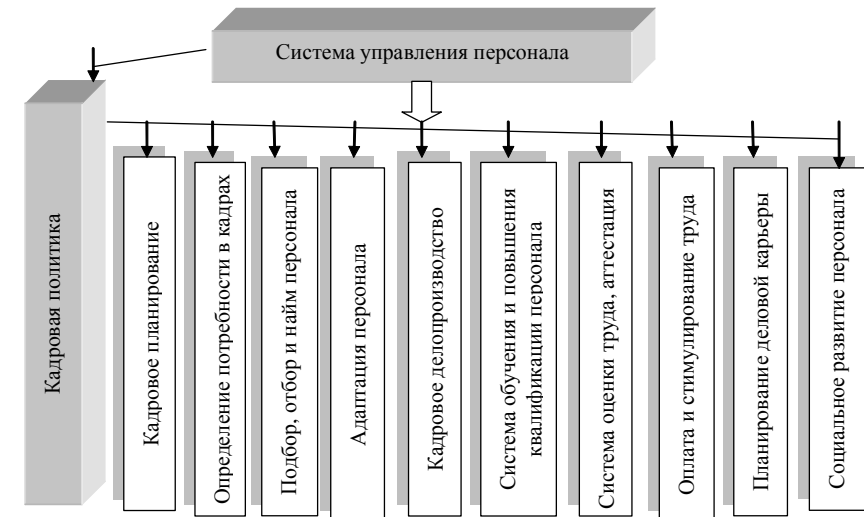 Система управления персонала
Кадровая политика
Кадровое планирование
Определение потребности в кадрах
Подбор, отбор и найм персонала
Адаптация персонала
Кадровое делопроизводство
Система обучения и повышения
квалификации персонала
Система оценки труда, аттестация
Оплата и стимулирование труда
Планирование деловой карьеры
Социальное развитие персонала